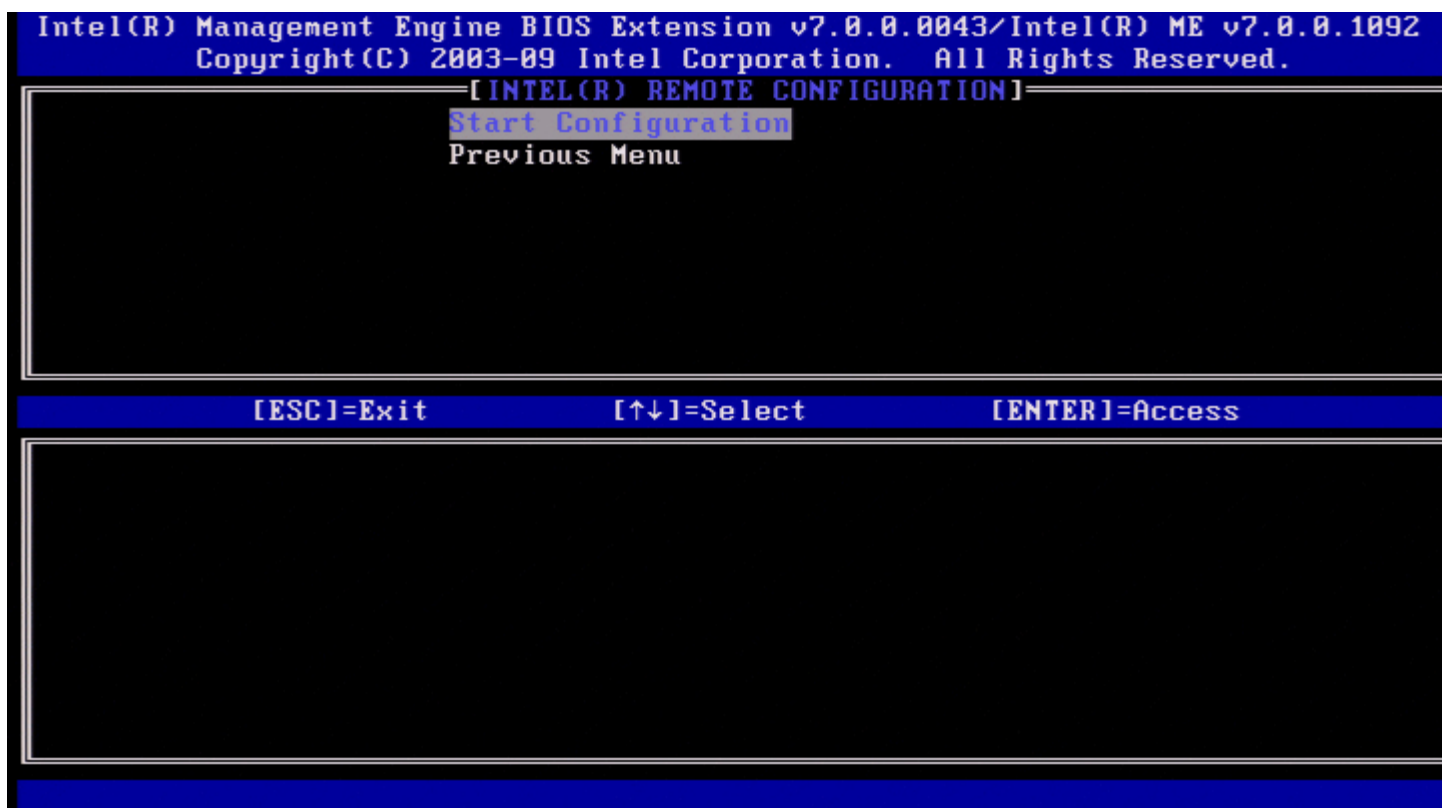 Intel(R) Management Engine BIOS Extension v7.0.0.0043/Intel(R) ME v7.0.0.1092
Copyright(C) 2003-09 Intel Corporation. All Rights Reserved.
[INTEL(R) REMOTE CONFIGURATION]
Start Configuration
Previous Menu
[ESC]=Exit [↑↓]=Select [ENTER]=Access